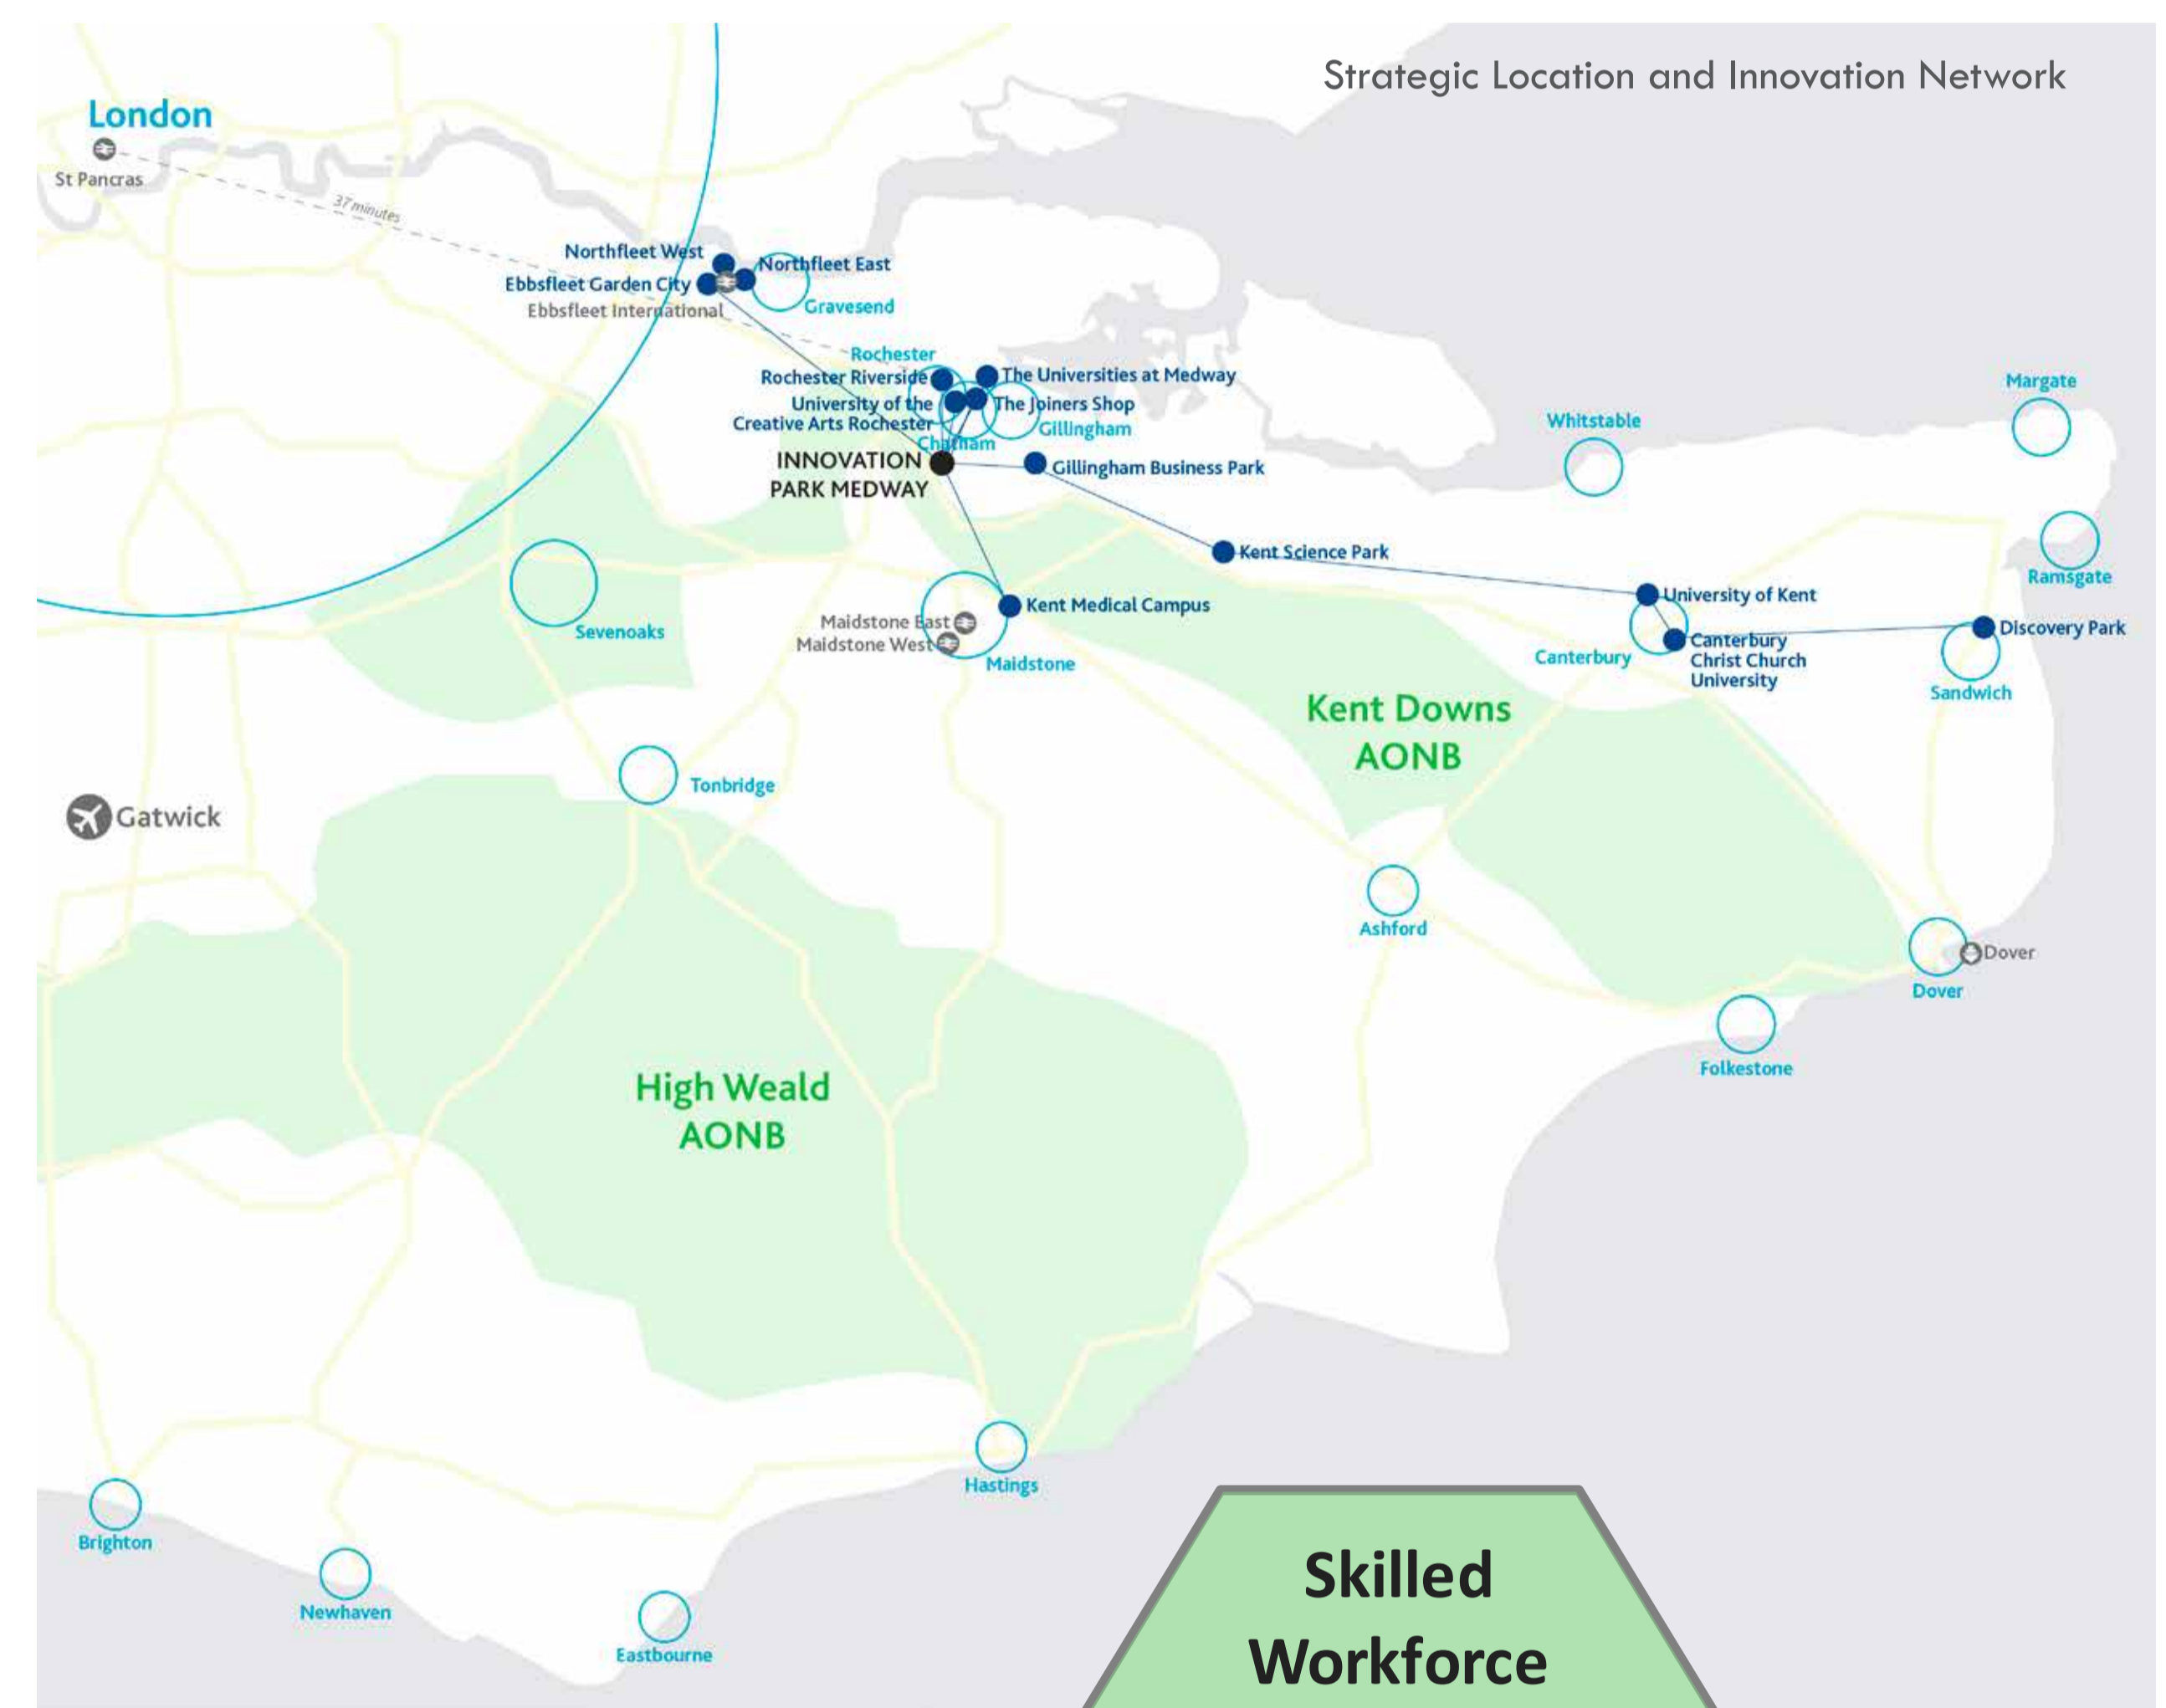 Strategic Location and Innovation Network
London
St Pancras
37 minutes
Northfleet West
Northfleet East
Ebbsfleet Garden City
Ebbsfleet International
Gravesend
Rochester
Rochester Riverside
The Universities at Medway
University of the
Creative Arts Rochester
The Joiners Shop
Gillingham
Chatham
INNOVATION
PARK MEDWAY
Gillingham Business Park
Margate
Whitstable
Kent Science Park
Ramsgate
University of Kent
Kent Medical Campus
Maidstone East
Maidstone West
Maidstone
Sevenoaks
Canterbury
Canterbury
Christ Church
University
Discovery Park
Sandwich
Kent Downs
AONB
Tonbridge
Gatwick
Ashford
Dover
Dover
Folkestone
High Weald
AONB
Hastings
Brighton
Newhaven
Eastbourne
Skilled
Workforce